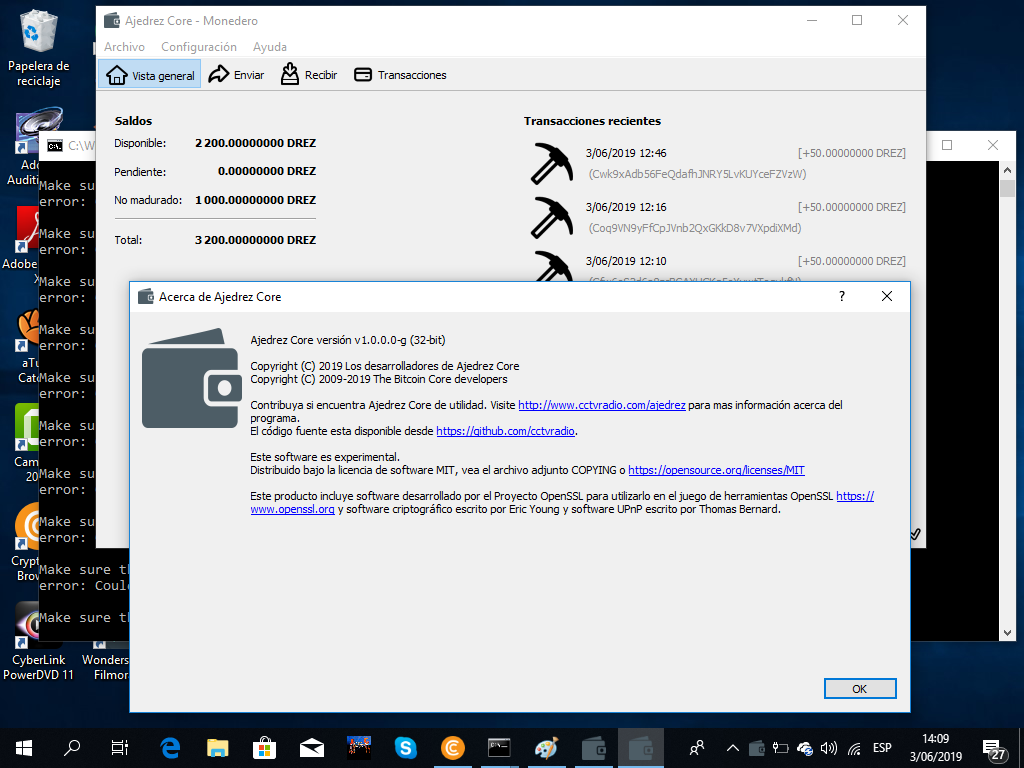 Papelera de
reciclaje
Ajedrez Core - Monedero
Archivo Configuración Ayuda
Vista general Enviar Recibir Transacciones
Saldos
Disponible: 2 200.00000000 DREZ
Pendiente: 0.00000000 DREZ
No madurado: 1 000.00000000 DREZ
Total: 3 200.00000000 DREZ
Transacciones recientes
3/06/2019 12:46 [+50.00000000 DREZ]
(Cwk9xAdb56FeQdafhJNRY5LvKUYceFZVzW)
3/06/2019 12:16 [+50.00000000 DREZ]
(Coq9VN9yFfCpJVnb2QxGKkD8v7VXpdiXMd)
3/06/2019 12:10 [+50.00000000 DREZ]
C:\W
Make su
error:
Make su
error:
Make su
error:
Make su
error:
Make su
error:
Make su
error:
Make su
error:
Make su
error:
Make sure th
error: Coul
Make sure th
Ado
Auditi
Adobe
X
aTu
Cat
Cam
20
Crypt
Brow
CyberLink
PowerDVD 11
Wonders
Filmor
Acerca de Ajedrez Core
?
Ajedrez Core versión v1.0.0.0-g (32-bit)
Copyright (C) 2019 Los desarrolladores de Ajedrez Core
Copyright (C) 2009-2019 The Bitcoin Core developers
Contribuya si encuentra Ajedrez Core de utilidad. Visite http://www.cctvradio.com/ajedrez para mas información acerca del
programa.
El código fuente esta disponible desde https://github.com/cctvradio.
Este software es experimental.
Distribuido bajo la licencia de software MIT, vea el archivo adjunto COPYING o https://opensource.org/licenses/MIT
Este producto incluye software desarrollado por el Proyecto OpenSSL para utilizarlo en el juego de herramientas OpenSSL https://
www.openssl.org y software criptográfico escrito por Eric Young y software UPnP escrito por Thomas Bernard.
OK
ESP
14:09
3/06/2019
27